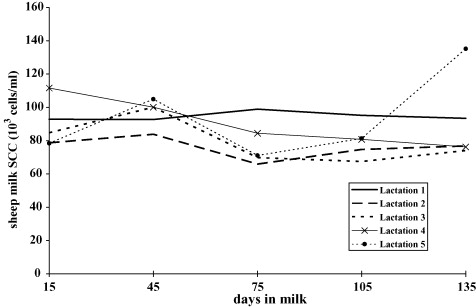 160
140
120
100
80
60
40
20
0
sheep milk SCC (10³ cells/ml)
15 45 75 105 135
days in milk
Lactation 1
Lactation 2
Lactation 3
Lactation 4
Lactation 5